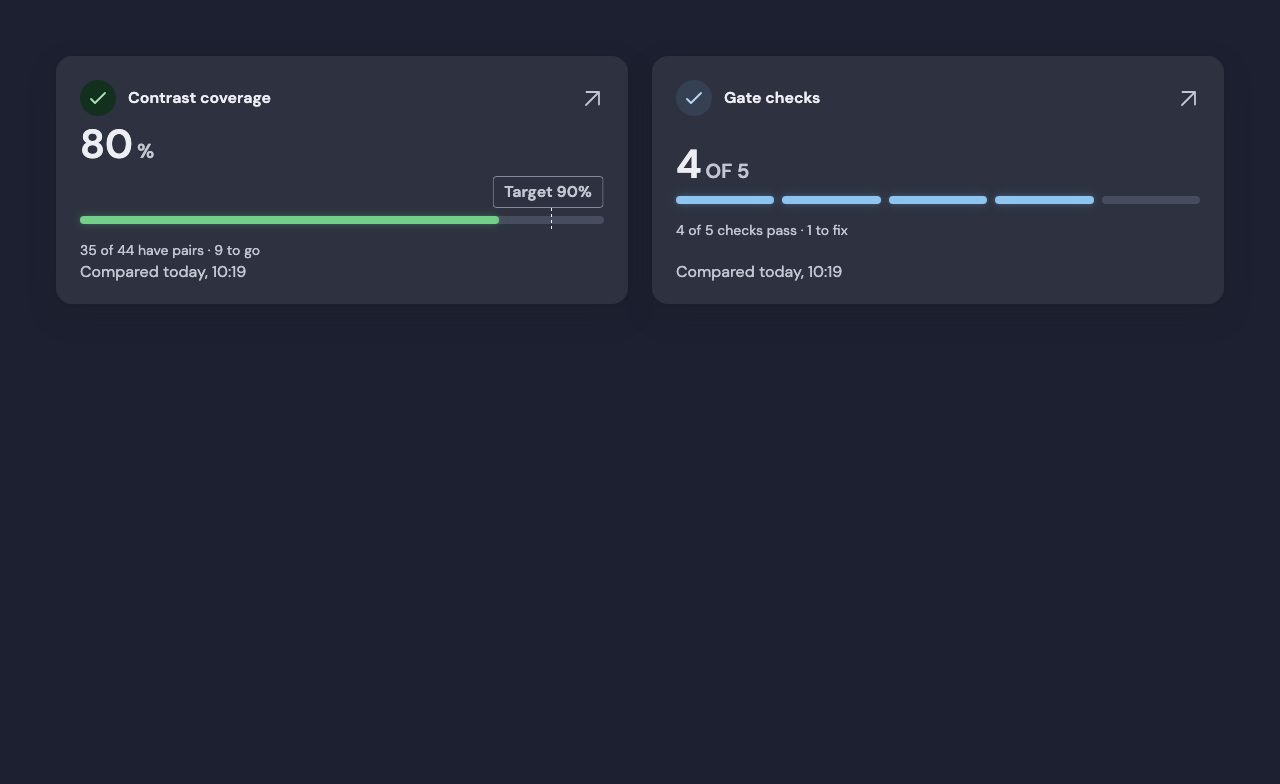 Contrast coverage
80 %
Target 90%
35 of 44 have pairs · 9 to go
Compared today, 10:19
Gate checks
4 OF 5
4 of 5 checks pass · 1 to fix
Compared today, 10:19